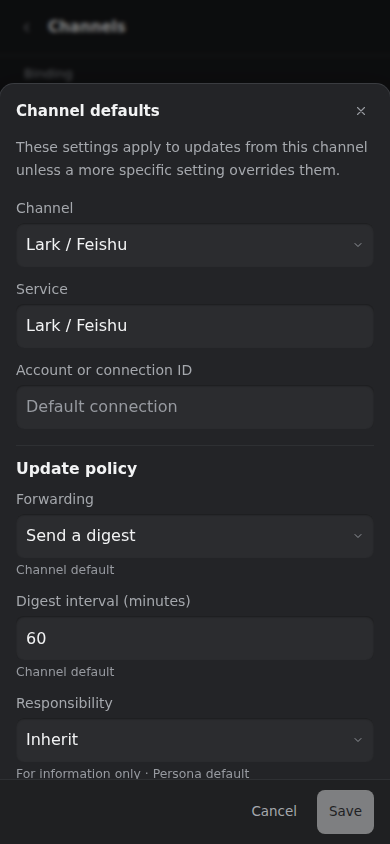 Channels
Binding
Channel defaults
These settings apply to updates from this channel
unless a more specific setting overrides them.
Channel
Lark / Feishu
Service
Lark / Feishu
Account or connection ID
Default connection
Update policy
Forwarding
Send a digest
Channel default
Digest interval (minutes)
60
Channel default
Responsibility
Inherit
For information only · Persona default
Cancel
Save